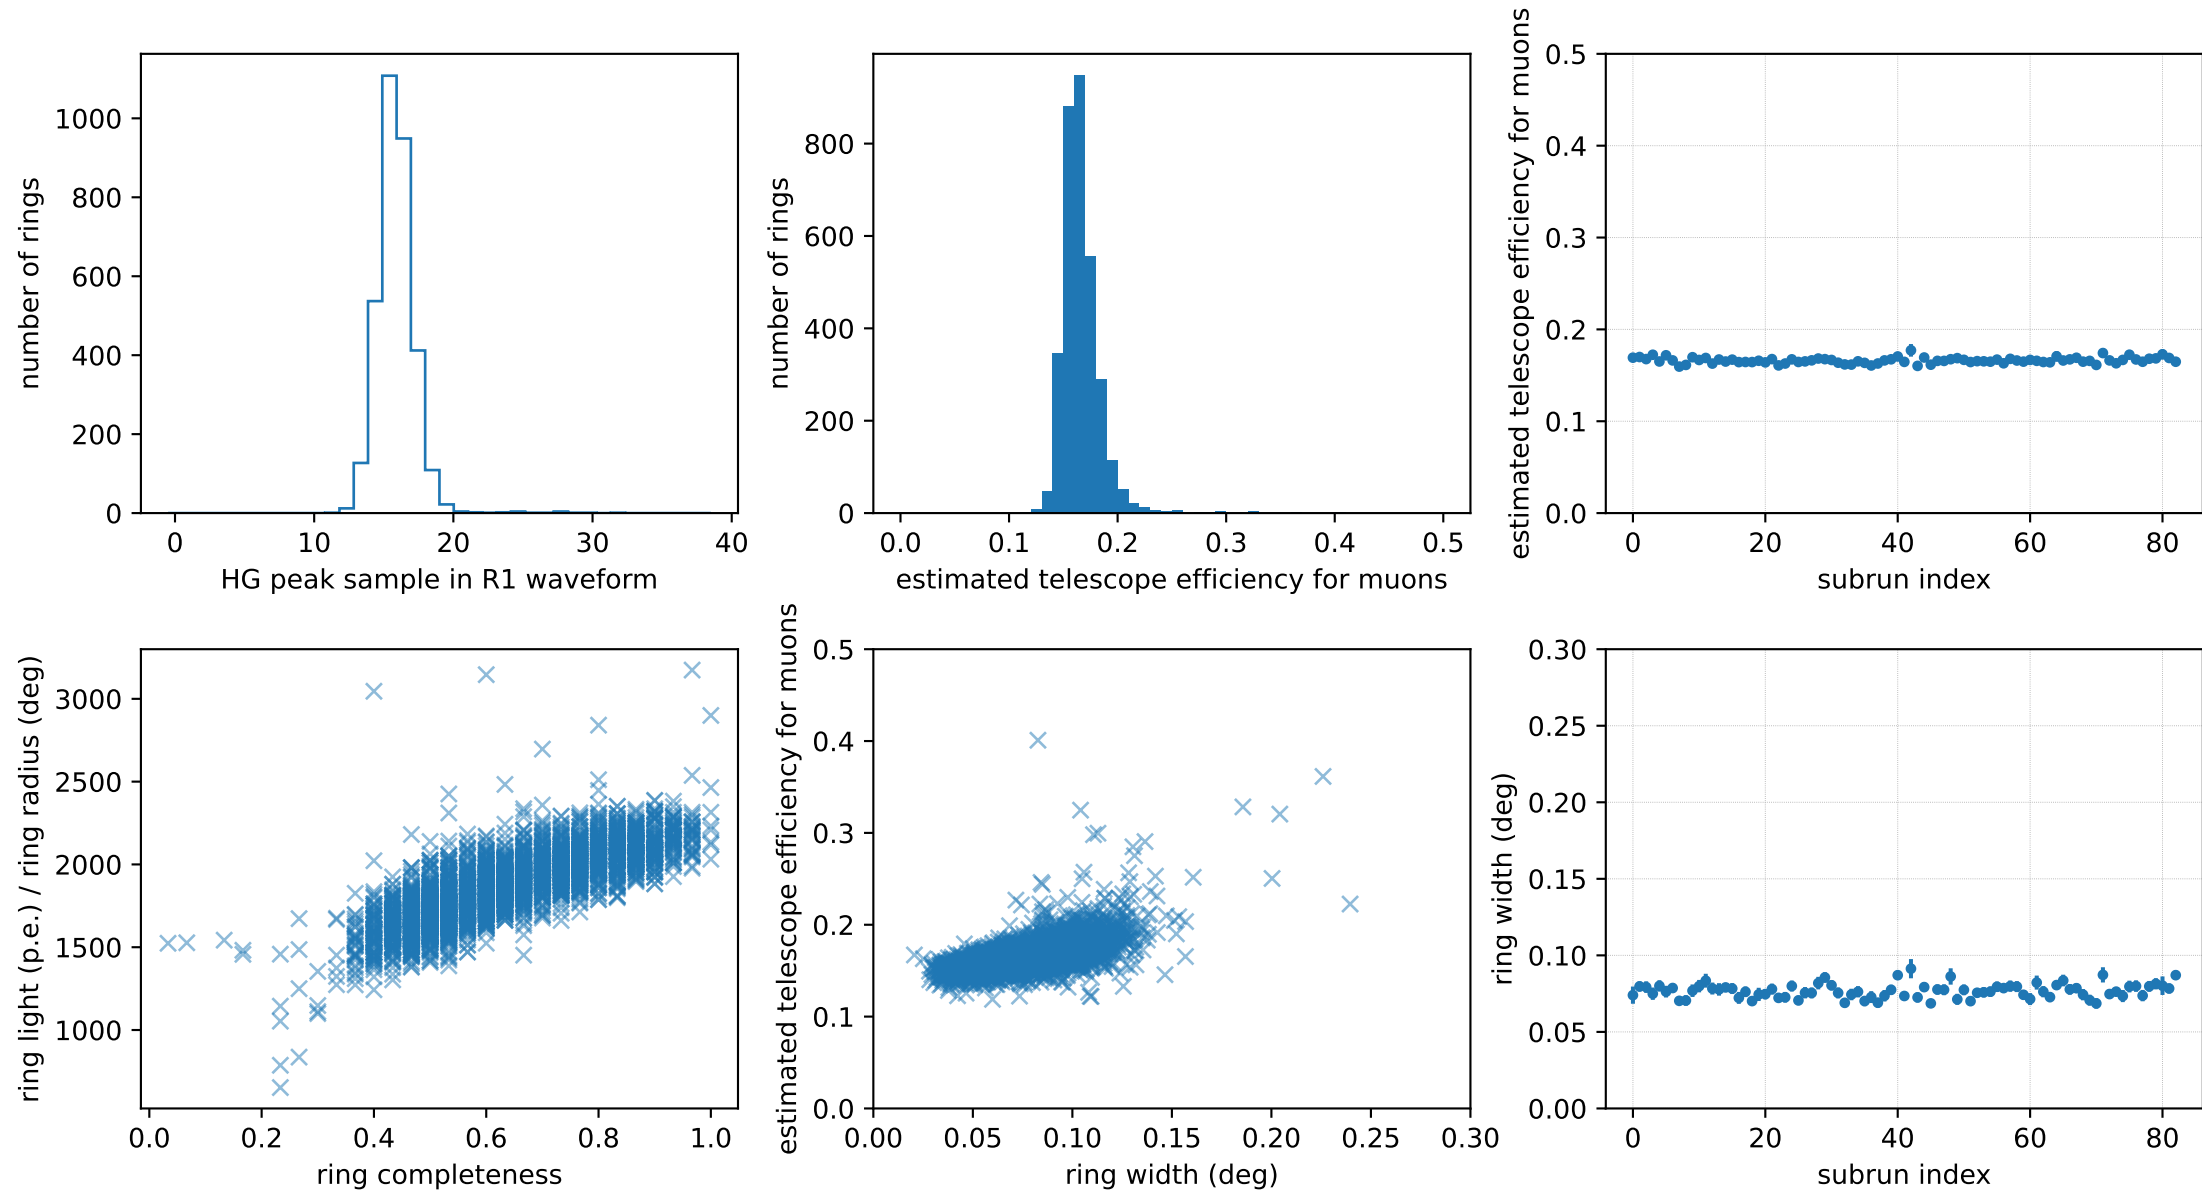 number of rings
1000
800
600
400
200
0
0 10 20 30 40
HG peak sample in R1 waveform
number of rings
800
600
400
200
0
0.0 0.1 0.2 0.3 0.4 0.5
estimated telescope efficiency for muons
estimated telescope efficiency for muons
0.5
0.4
0.3
0.2
0.1
0.0
0 20 40 60 80
subrun index
ring light (p.e.) / ring radius (deg)
3000
2500
2000
1500
1000
0.0 0.2 0.4 0.6 0.8 1.0
ring completeness
estimated telescope efficiency for muons
0.5
0.4
0.3
0.2
0.1
0.0
0.00 0.05 0.10 0.15 0.20 0.25 0.30
ring width (deg)
ring width (deg)
0.30
0.25
0.20
0.15
0.10
0.05
0.00
0 20 40 60 80
subrun index